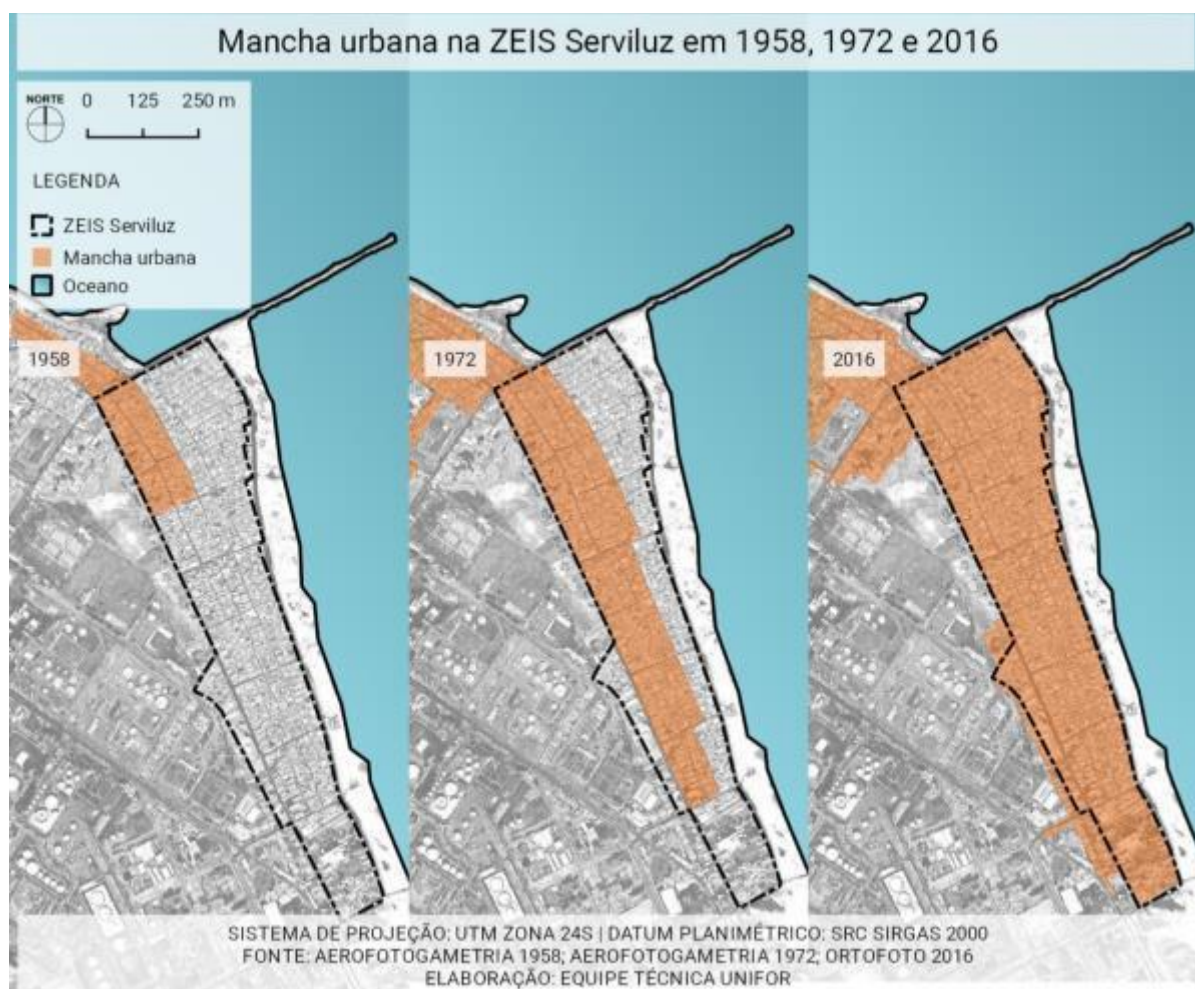 Mancha urbana na ZEIS Serviluz em 1958, 1972 e 2016
NORTE 0 125 250 m
LEGENDA
ZEIS Serviluz
Mancha urbana
Oceano
1958
1972
2016
SISTEMA DE PROJEÇÃO: UTM ZONA 24S | DATUM PLANIMÉTRICO: SRC SIRGAS 2000
FONTE: AEROFOTOGAMETRIA 1958; AEROFOTOGAMETRIA 1972; ORTOFOTO 2016
ELABORAÇÃO: EQUIPE TÉCNICA UNIFOR